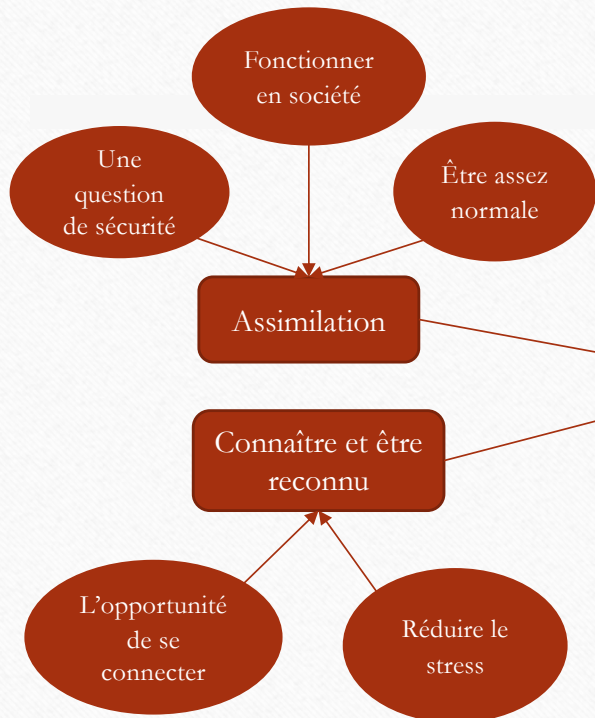 Fonctionner
en société
Une
question
de sécurité
Être assez
normale
Assimilation
Connaître et être
reconnu
L’opportunité
de se
connecter
Réduire le
stress